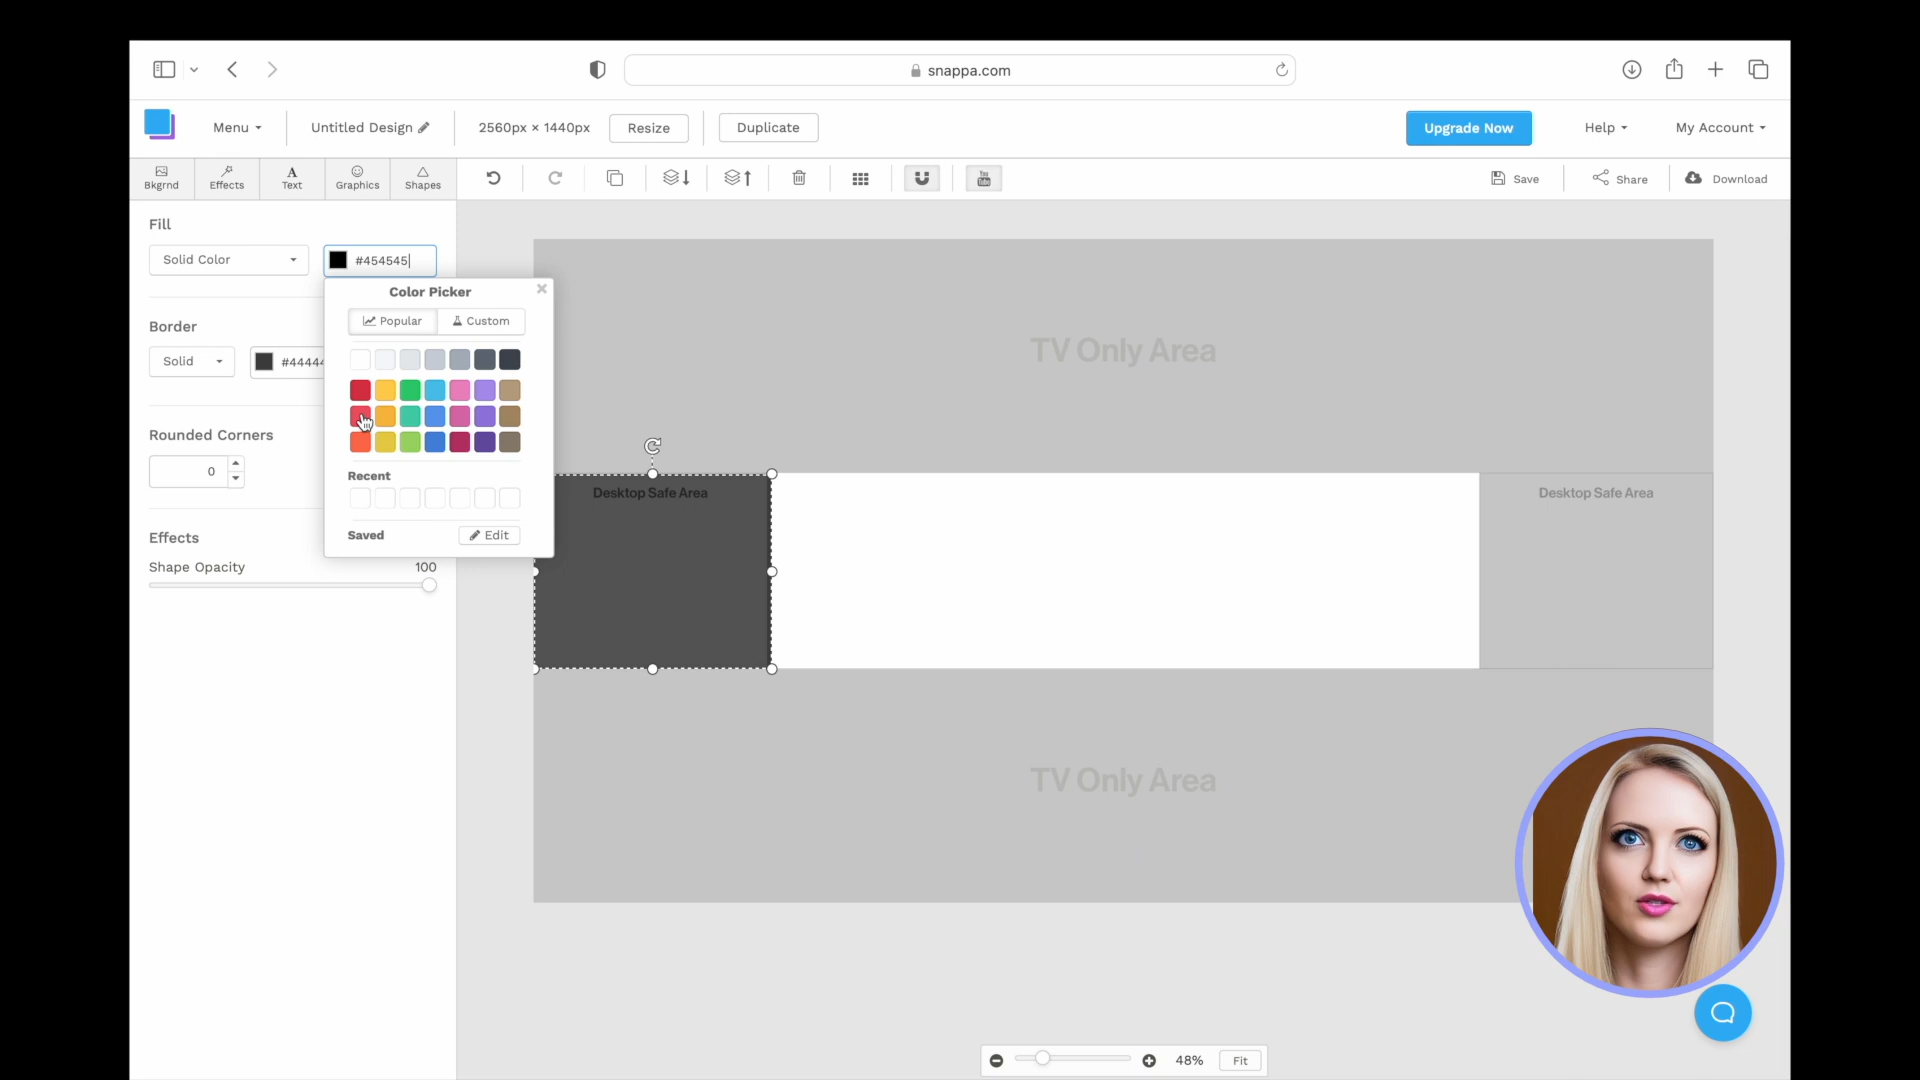 snappa.com
Menu
Untitled Design
2560px × 1440px
Resize
Duplicate
Upgrade Now
Help
My Account
Bkgrnd
Effects
A
Text
Graphics
Shapes
You
Tube
Save
Share
Download
Fill
Solid Color
#454545
Color Picker
Popular
Custom
Border
Solid
#44444
Rounded Corners
0
Recent
Saved
Edit
Effects
Shape Opacity
100
TV Only Area
Desktop Safe Area
Desktop Safe Area
TV Only Area
48%
Fit